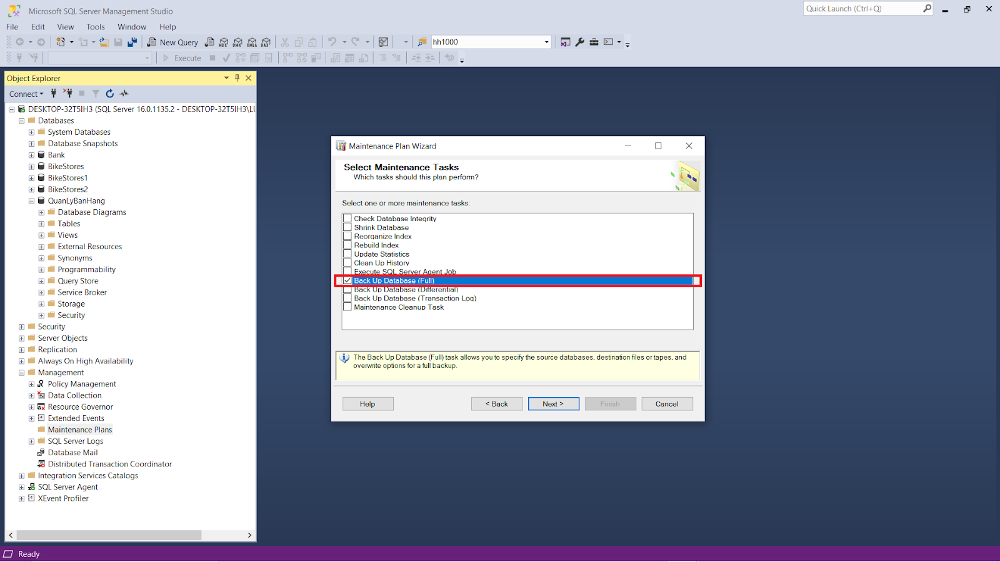 Microsoft SQL Server Management Studio
Quick Launch (Ctrl+Q)
File Edit View Tools Window Help
New Query MDX DMX XMLA DAX hh1000
Execute
Object Explorer
Connect
DESKTOP-32T5IH3 (SQL Server 16.0.1135.2 - DESKTOP-32T5IH3\LU
Databases
System Databases
Database Snapshots
Bank
BikeStores
BikeStores1
BikeStores2
QuanLyBanHang
Database Diagrams
Tables
Views
External Resources
Synonyms
Programmability
Query Store
Service Broker
Storage
Security
Security
Server Objects
Replication
Always On High Availability
Management
Policy Management
Data Collection
Resource Governor
Extended Events
Maintenance Plans
SQL Server Logs
Database Mail
Distributed Transaction Coordinator
Integration Services Catalogs
SQL Server Agent
XEvent Profiler
Maintenance Plan Wizard
Select Maintenance Tasks
Which tasks should this plan perform?
Select one or more maintenance tasks:
Check Database Integrity
Shrink Database
Reorganize Index
Rebuild Index
Update Statistics
Clean Up History
Execute SQL Server Agent Job
Back Up Database (Full)
Back Up Database (Differential)
Back Up Database (Transaction Log)
Maintenance Cleanup Task
The Back Up Database (Full) task allows you to specify the source databases, destination files or tapes, and
overwrite options for a full backup.
Help < Back Next > Finish Cancel
Ready